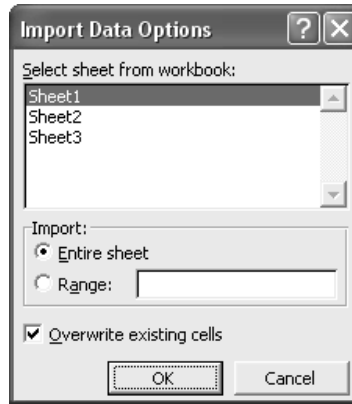 Import Data Options
Select sheet from workbook:
Sheet1
Sheet2
Sheet3
Import:
Entire sheet
Range:
Overwrite existing cells
OK Cancel